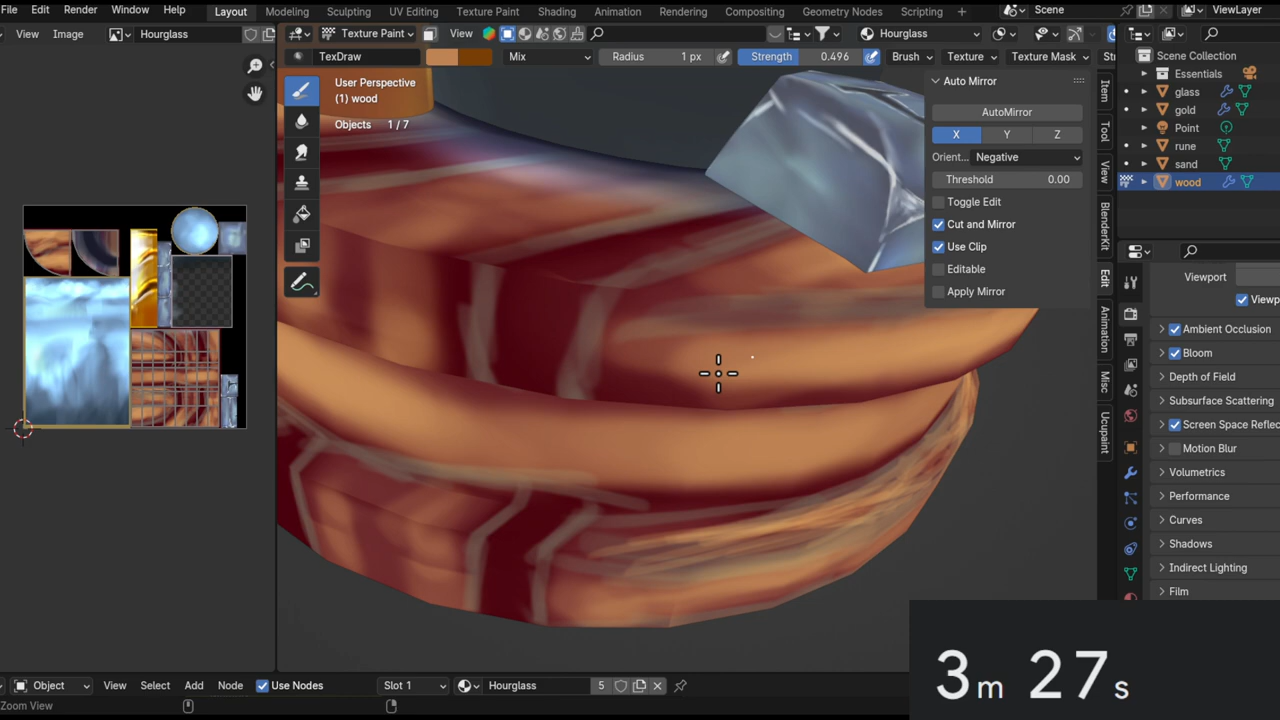 File Edit Render Window Help Layout Modeling Sculpting UV Editing Texture Paint Shading Animation Rendering Compositing Geometry Nodes Scripting + Scene ViewLayer
View Image Hourglass Texture Paint View Hourglass
TexDraw Mix Radius 1 px Strength 0.496 Brush Texture Texture Mask Str
User Perspective
(1) wood
Objects 1/7
Auto Mirror
AutoMirror
X Y Z
Orient... Negative
Threshold 0.00
Toggle Edit
Cut and Mirror
Use Clip
Editable
Apply Mirror
Item
Tool
View
BlenderKit
Edit
Animation
Misc
Ucupaint
Scene Collection
Essentials
glass
gold
Point
rune
sand
wood
Viewport
Viewp
Ambient Occlusion
Bloom
Depth of Field
Subsurface Scattering
Screen Space Reflec
Motion Blur
Volumetrics
Performance
Curves
Shadows
Indirect Lighting
Film
3m 27s
Object View Select Add Node Use Nodes Slot 1 Hourglass 5
Zoom View